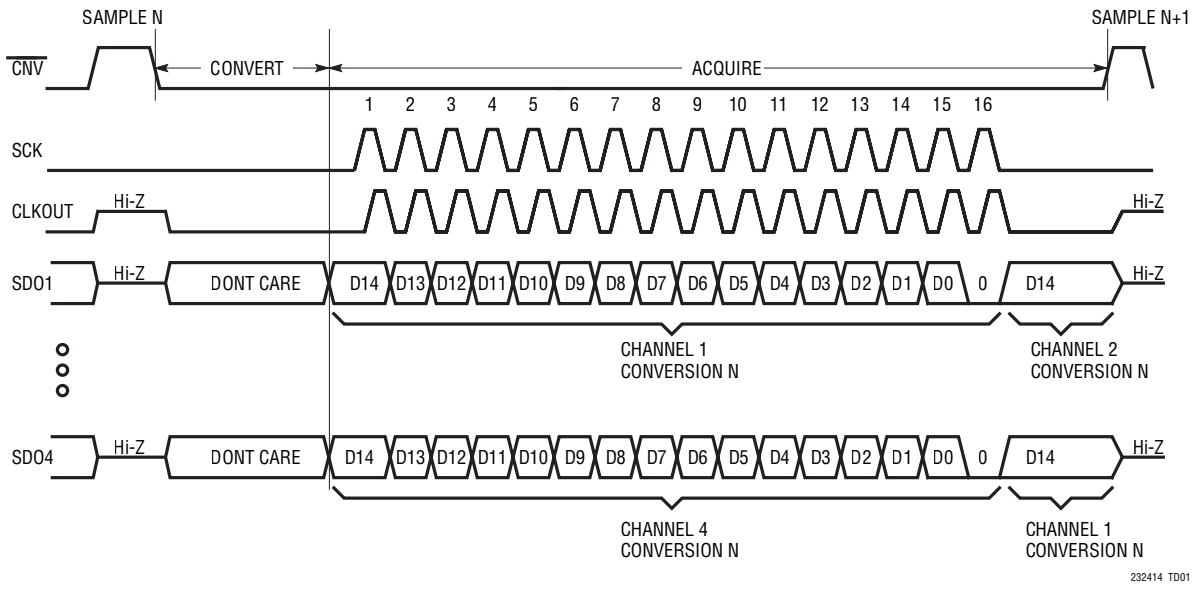 SAMPLE N
SAMPLE N+1
CNV
CONVERT
ACQUIRE
1 2 3 4 5 6 7 8 9 10 11 12 13 14 15 16
SCK
CLKOUT
Hi-Z
Hi-Z
SDO1
Hi-Z
DONT CARE
D14 D13 D12 D11 D10 D9 D8 D7 D6 D5 D4 D3 D2 D1 D0 0
D14
Hi-Z
CHANNEL 1
CONVERSION N
CHANNEL 2
CONVERSION N
SDO4
Hi-Z
DONT CARE
D14 D13 D12 D11 D10 D9 D8 D7 D6 D5 D4 D3 D2 D1 D0 0
D14
Hi-Z
CHANNEL 4
CONVERSION N
CHANNEL 1
CONVERSION N
232414 TD01